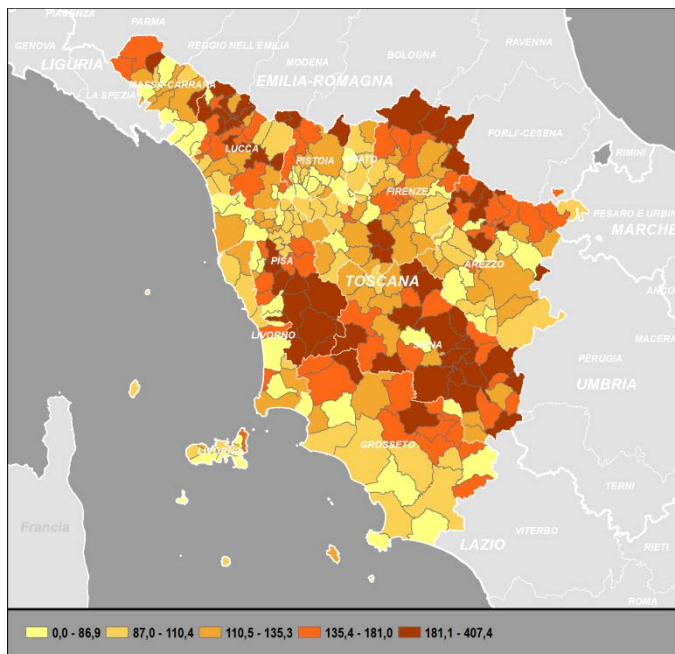 PIACENZA
PARMA
GENOVA
REGGIO NELL'EMILIA
MODENA
BOLOGNA
RAVENNA
LIGURIA
EMILIA-ROMAGNA
MASSA-CARRARA
LA SPEZIA
FORLI'-CESENA
RIMINI
LUCCA
PISTOIA
PRATO
FIRENZE
PESARO E URBINO
MARCHE
PISA
AREZZO
TOSCANA
ANCO
LIVORNO
SIENA
MACERA
PERUGIA
UMBRIA
GROSSETO
LIVORNO
TERNI
Francia
VITERBO
LAZIO
RIETI
ROMA
0,0 - 86,9 87,0 - 110,4 110,5 - 135,3 135,4 - 181,0 181,1 - 407,4